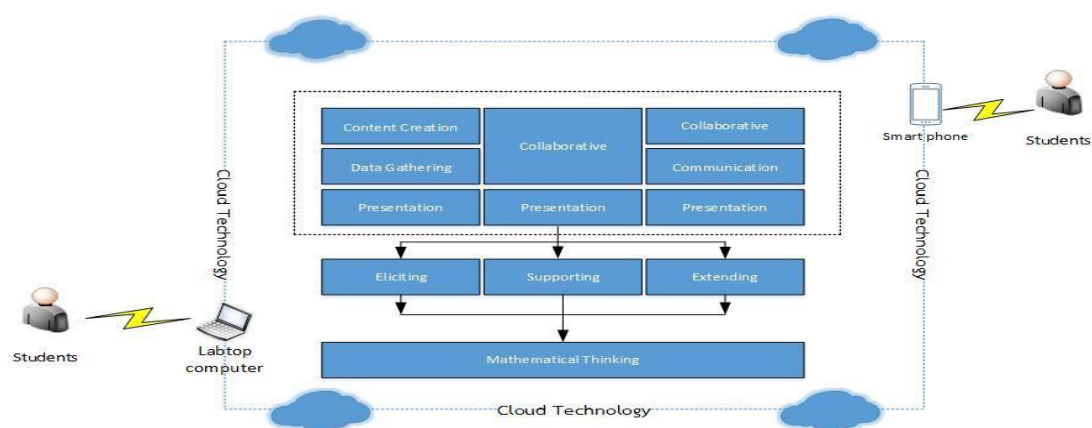 Content Creation
Collaborative
Collaborative
Data Gathering
Communication
Presentation
Presentation
Presentation
Smart phone
Students
Cloud Technology
Cloud Technology
Eliciting
Supporting
Extending
Students
Labtop
computer
Mathematical Thinking
Cloud Technology